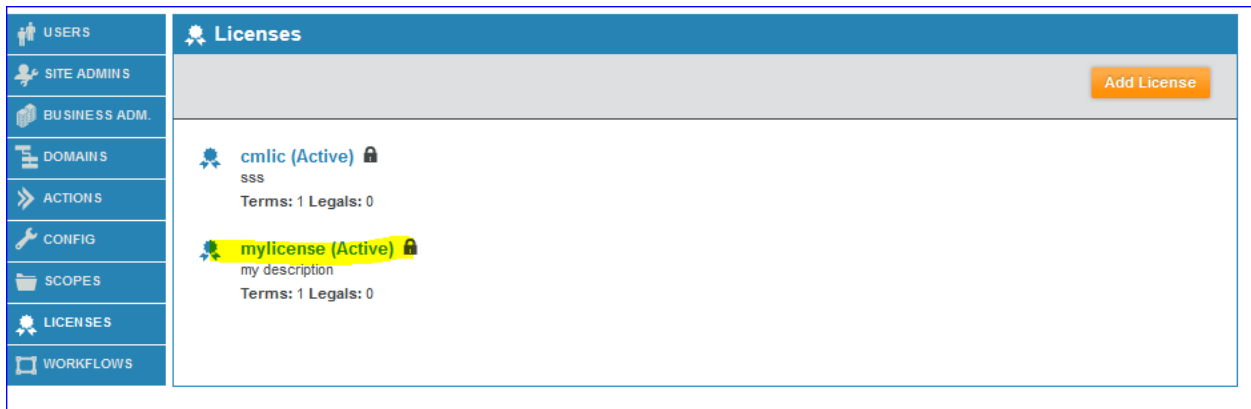 USERS
SITE ADMINS
BUSINESS ADM.
DOMAINS
ACTIONS
CONFIG
SCOPES
LICENSES
WORKFLOWS
Licenses
Add License
cmlic (Active)
sss
Terms: 1 Legals: 0
mylicense (Active)
my description
Terms: 1 Legals: 0